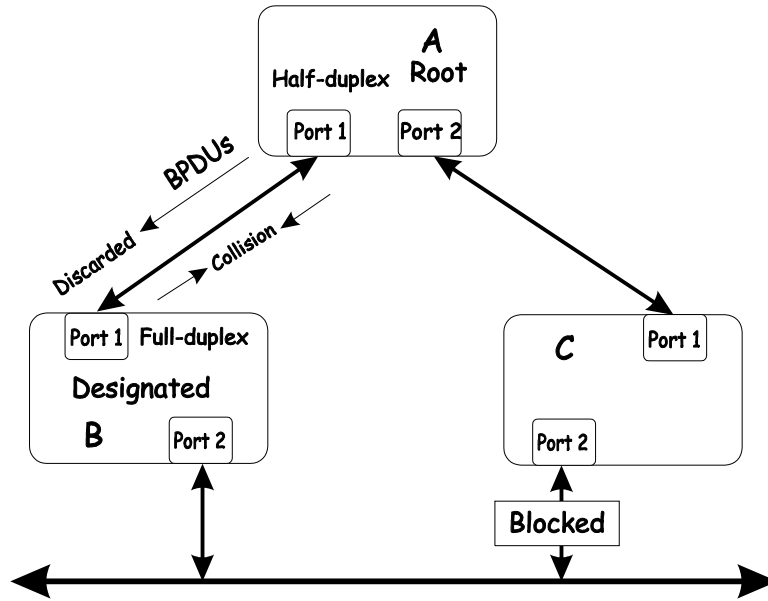 A
Root
Half-duplex
Port 1
Port 2
BPDUs
Discarded
Collision
Port 1
Full-duplex
Designated
B
Port 2
C
Port 1
Port 2
Blocked